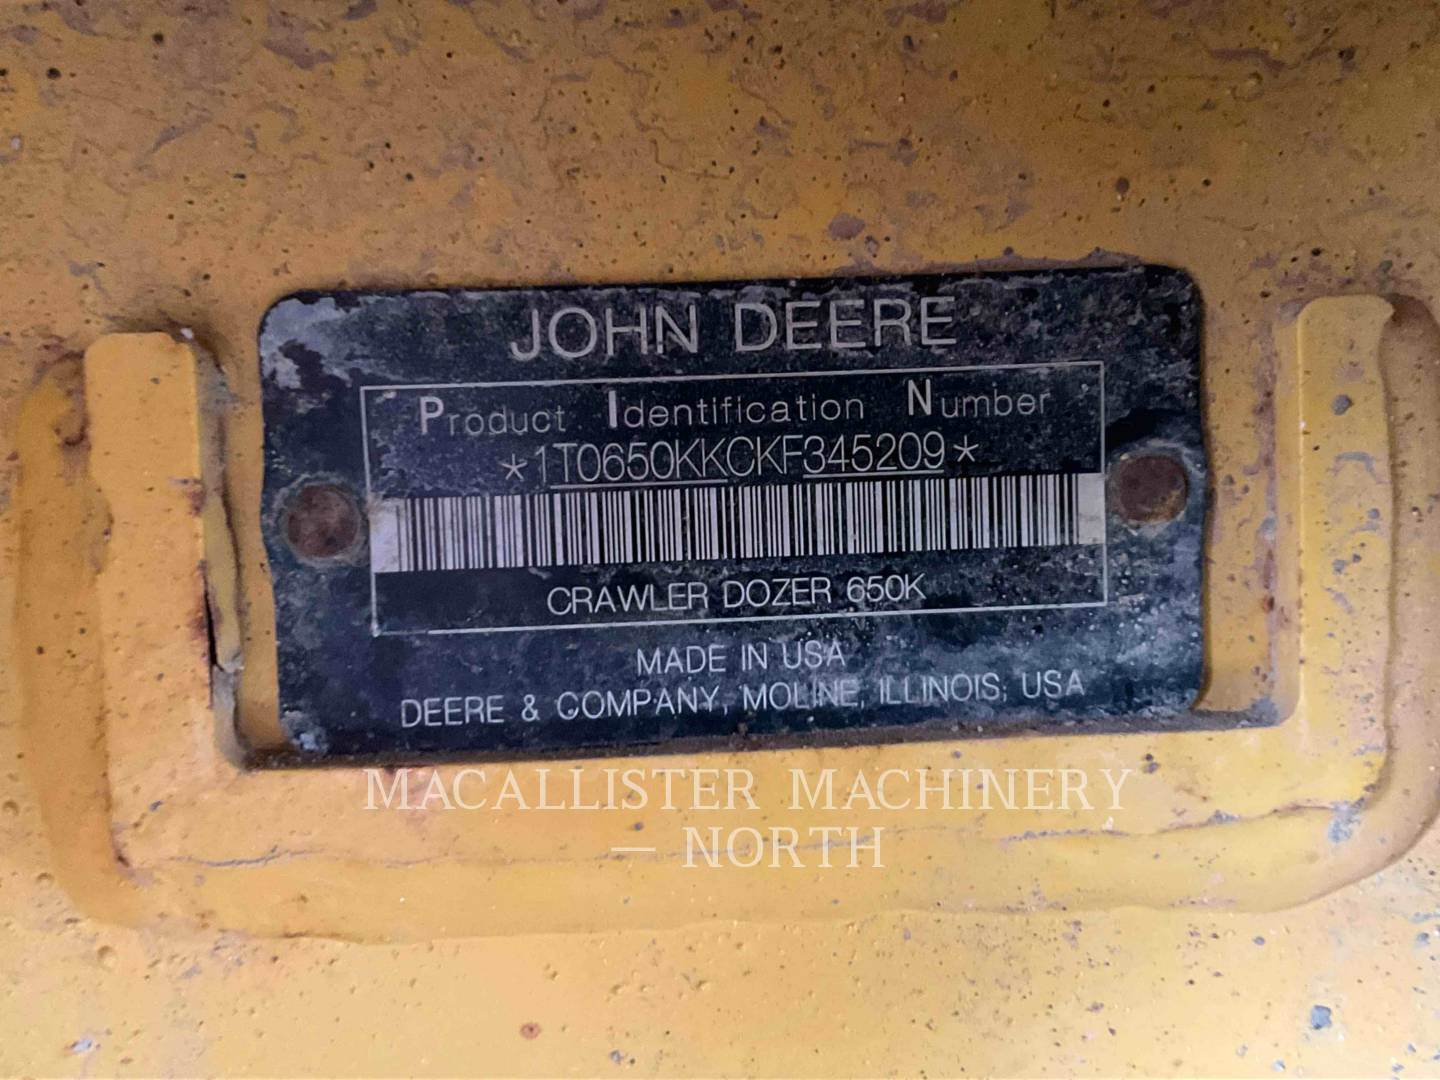 JOHN DEERE
Product Identification Number
*1T0650KKCKF345209*
CRAWLER DOZER 650K
MADE IN USA
DEERE & COMPANY, MOLINE, ILLINOIS, USA
MACALLISTER MACHINERY
— NORTH